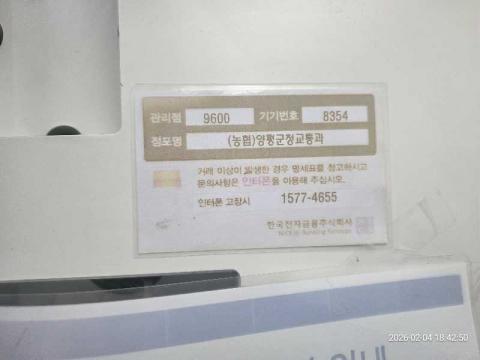 관리점 9600 기기번호 8354
점포명 (농협)양평군청교통과
거래 이상이 발생한 경우 명세표를 참고하시고
문의사항은 인터폰을 이용해 주십시오.
인터폰 고장시 1577-4655
한국전자금융주식회사
2026-02-04 18:42:50